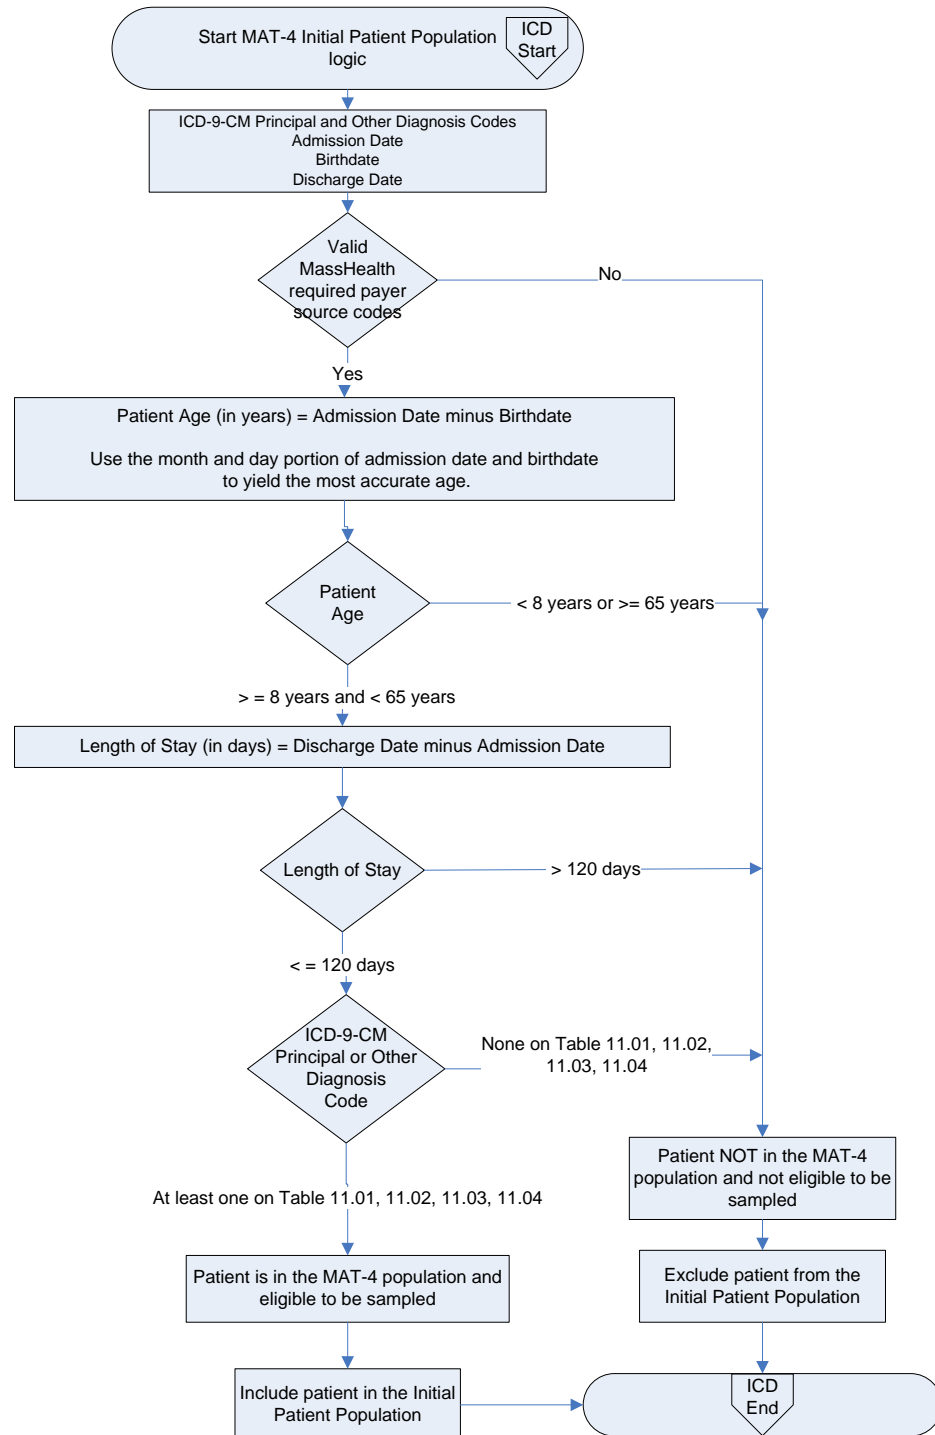 Start MAT-4 Initial Patient Population
logic
ICD
Start
ICD-9-CM Principal and Other Diagnosis Codes
Admission Date
Birthdate
Discharge Date
Valid
MassHealth
required payer
source codes
No
Yes
Patient Age (in years) = Admission Date minus Birthdate
Use the month and day portion of admission date and birthdate
to yield the most accurate age.
Patient
Age
< 8 years or >= 65 years
> = 8 years and < 65 years
Length of Stay (in days) = Discharge Date minus Admission Date
Length of Stay
> 120 days
< = 120 days
ICD-9-CM
Principal or Other
Diagnosis
Code
None on Table 11.01, 11.02,
11.03, 11.04
At least one on Table 11.01, 11.02, 11.03, 11.04
Patient NOT in the MAT-4
population and not eligible to be
sampled
Patient is in the MAT-4 population and
eligible to be sampled
Exclude patient from the
Initial Patient Population
Include patient in the Initial
Patient Population
ICD
End